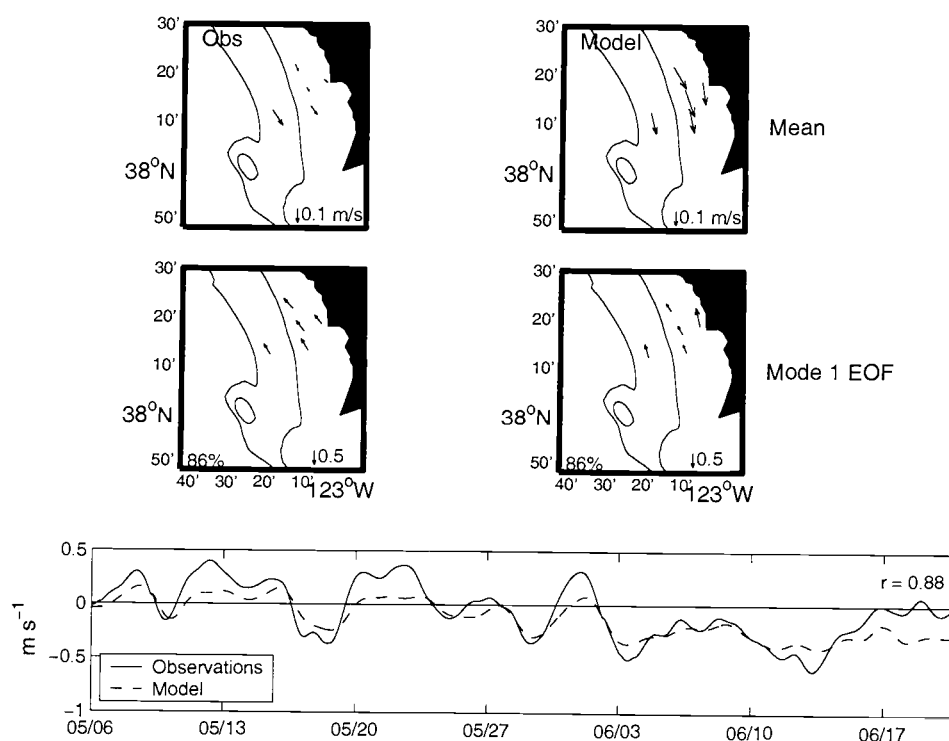 30'
Obs
20'
10'
38°N
50'
0.1 m/s
30'
Model
20'
10'
38°N
50'
0.1 m/s
Mean
30'
20'
10'
38°N
50'
86%
0.5
40' 30' 20' 10' 123°W
30'
20'
10'
38°N
50'
86%
0.5
40' 30' 20' 10' 123°W
Mode 1 EOF
0.5
0
-0.5
-1
m s⁻¹
r = 0.88
Observations
Model
05/06 05/13 05/20 05/27 06/03 06/10 06/17